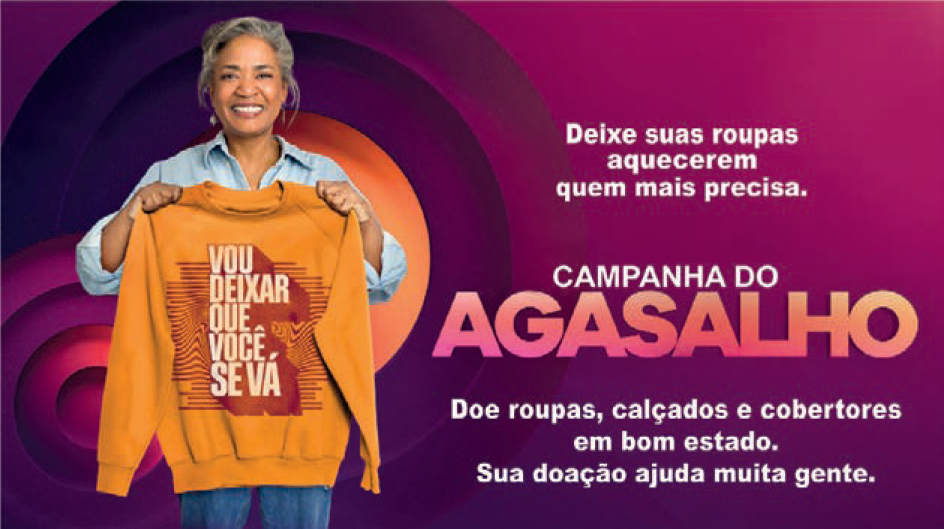 VOU
DEIXAR
QUE
VOCÊ
SE VÁ
Deixe suas roupas
aquecerem
quem mais precisa.
CAMPANHA DO
AGASALHO
Doe roupas, calçados e cobertores
em bom estado.
Sua doação ajuda muita gente.